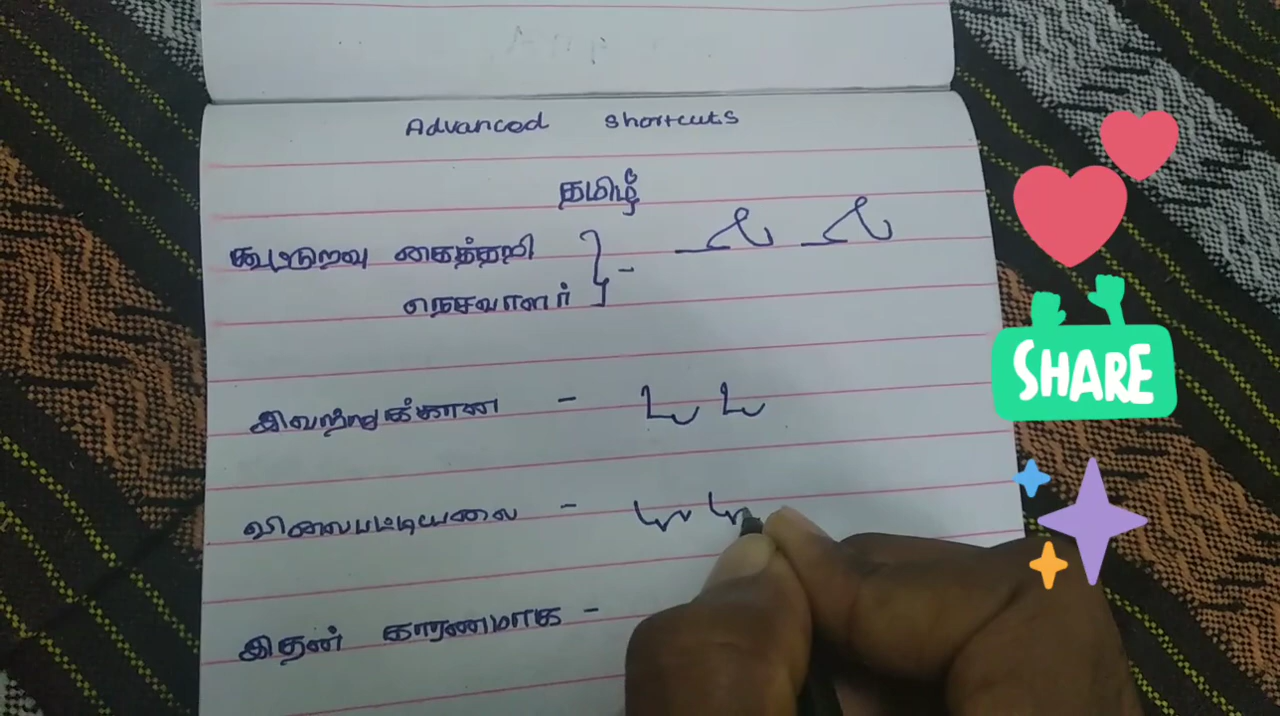 Advanced Shortcuts
தமிழ்
கூட்டுறவு கைத்தறி
நெசவாளர் } -
இவற்றுக்கான -
விலைபட்டியலை -
இதன் காரணமாக -
SHARE